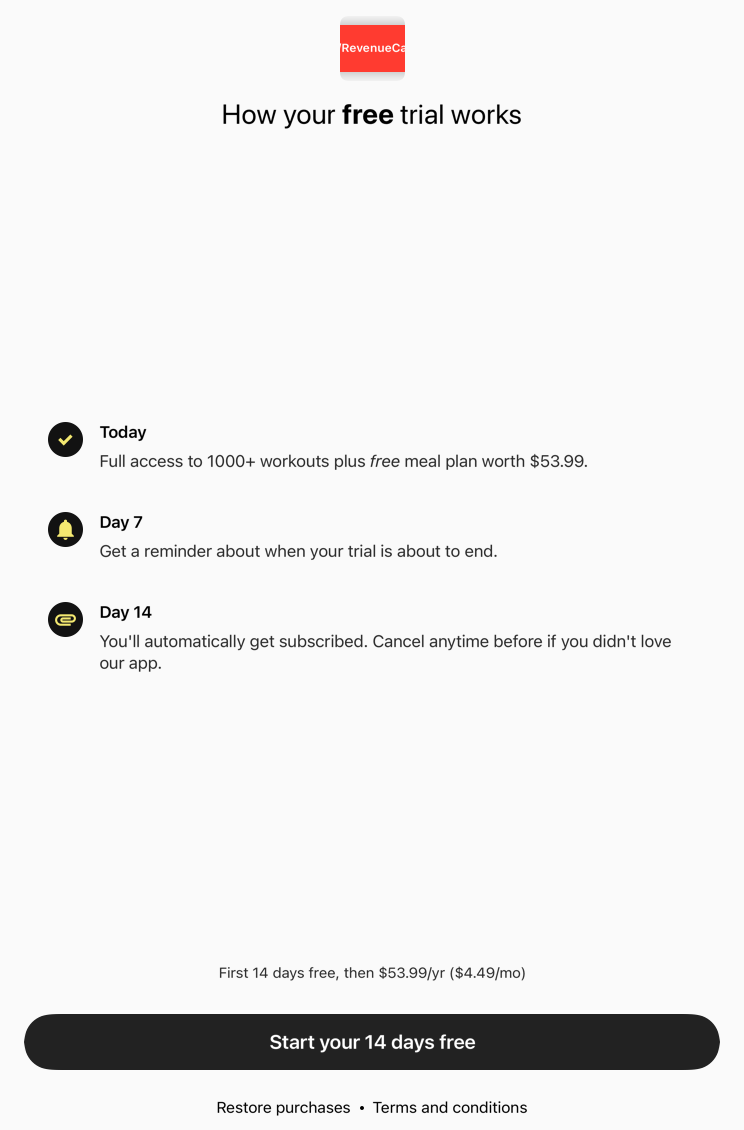 RevenueCa
How your free trial works
Today
Full access to 1000+ workouts plus free meal plan worth $53.99.
Day 7
Get a reminder about when your trial is about to end.
Day 14
You'll automatically get subscribed. Cancel anytime before if you didn't love
our app.
First 14 days free, then $53.99/yr ($4.49/mo)
Start your 14 days free
Restore purchases • Terms and conditions